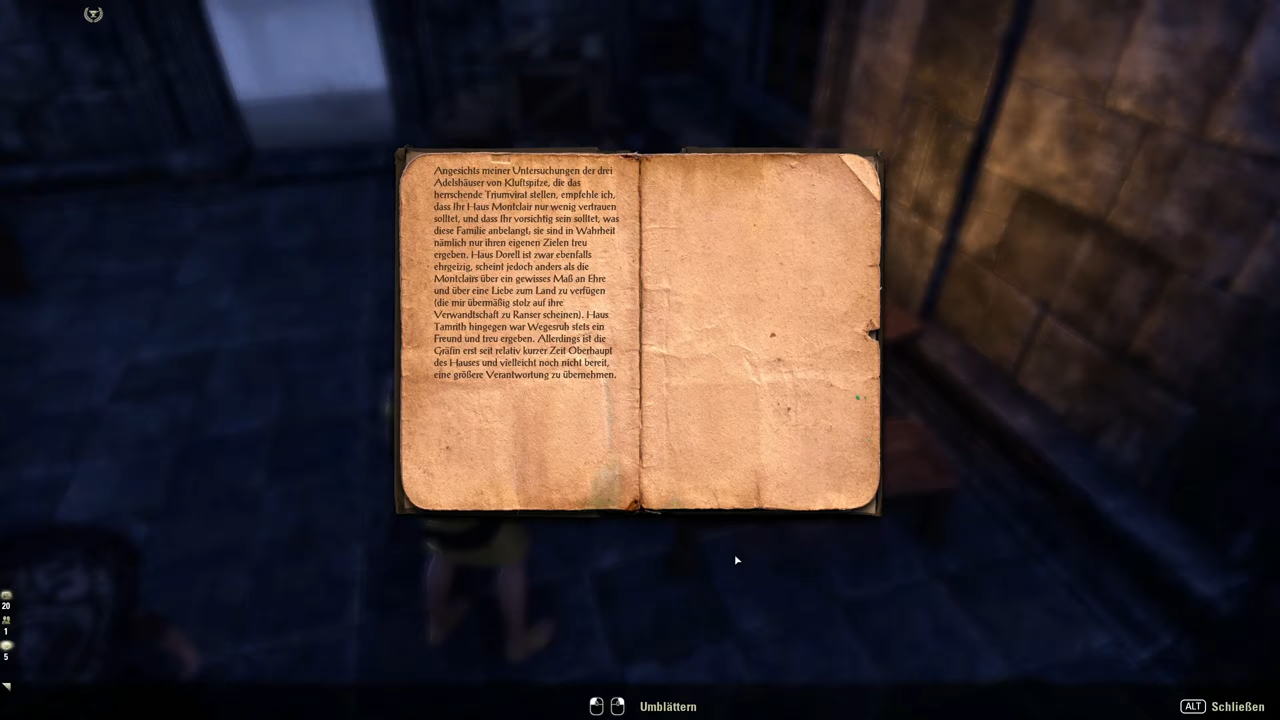 Angesichts meiner Untersuchungen der drei
Adelshäuser von Kluftspitze, die das
herrschende Triumvirat stellen, empfehle ich,
dass Ihr Haus Montclair nur wenig vertrauen
solltet, und dass Ihr vorsichtig sein solltet, was
diese Familie anbelangt, sie sind in Wahrheit
nämlich nur ihren eigenen Zielen treu
ergeben. Haus Dorell ist zwar ebenfalls
ehrgeizig, scheint jedoch anders als die
Montclairs über ein gewisses Maß an Ehre
und über eine Liebe zum Land zu verfügen
(die mir übermäßig stolz auf ihre
Verwandtschaft zu Ranser scheinen). Haus
Tamrith hingegen war Wegesruh stets ein
Freund und treu ergeben. Allerdings ist die
Gräfin erst seit relativ kurzer Zeit Oberhaupt
des Hauses und vielleicht noch nicht bereit,
eine größere Verantwortung zu übernehmen.
20
1
5
Umblättern
ALT Schließen